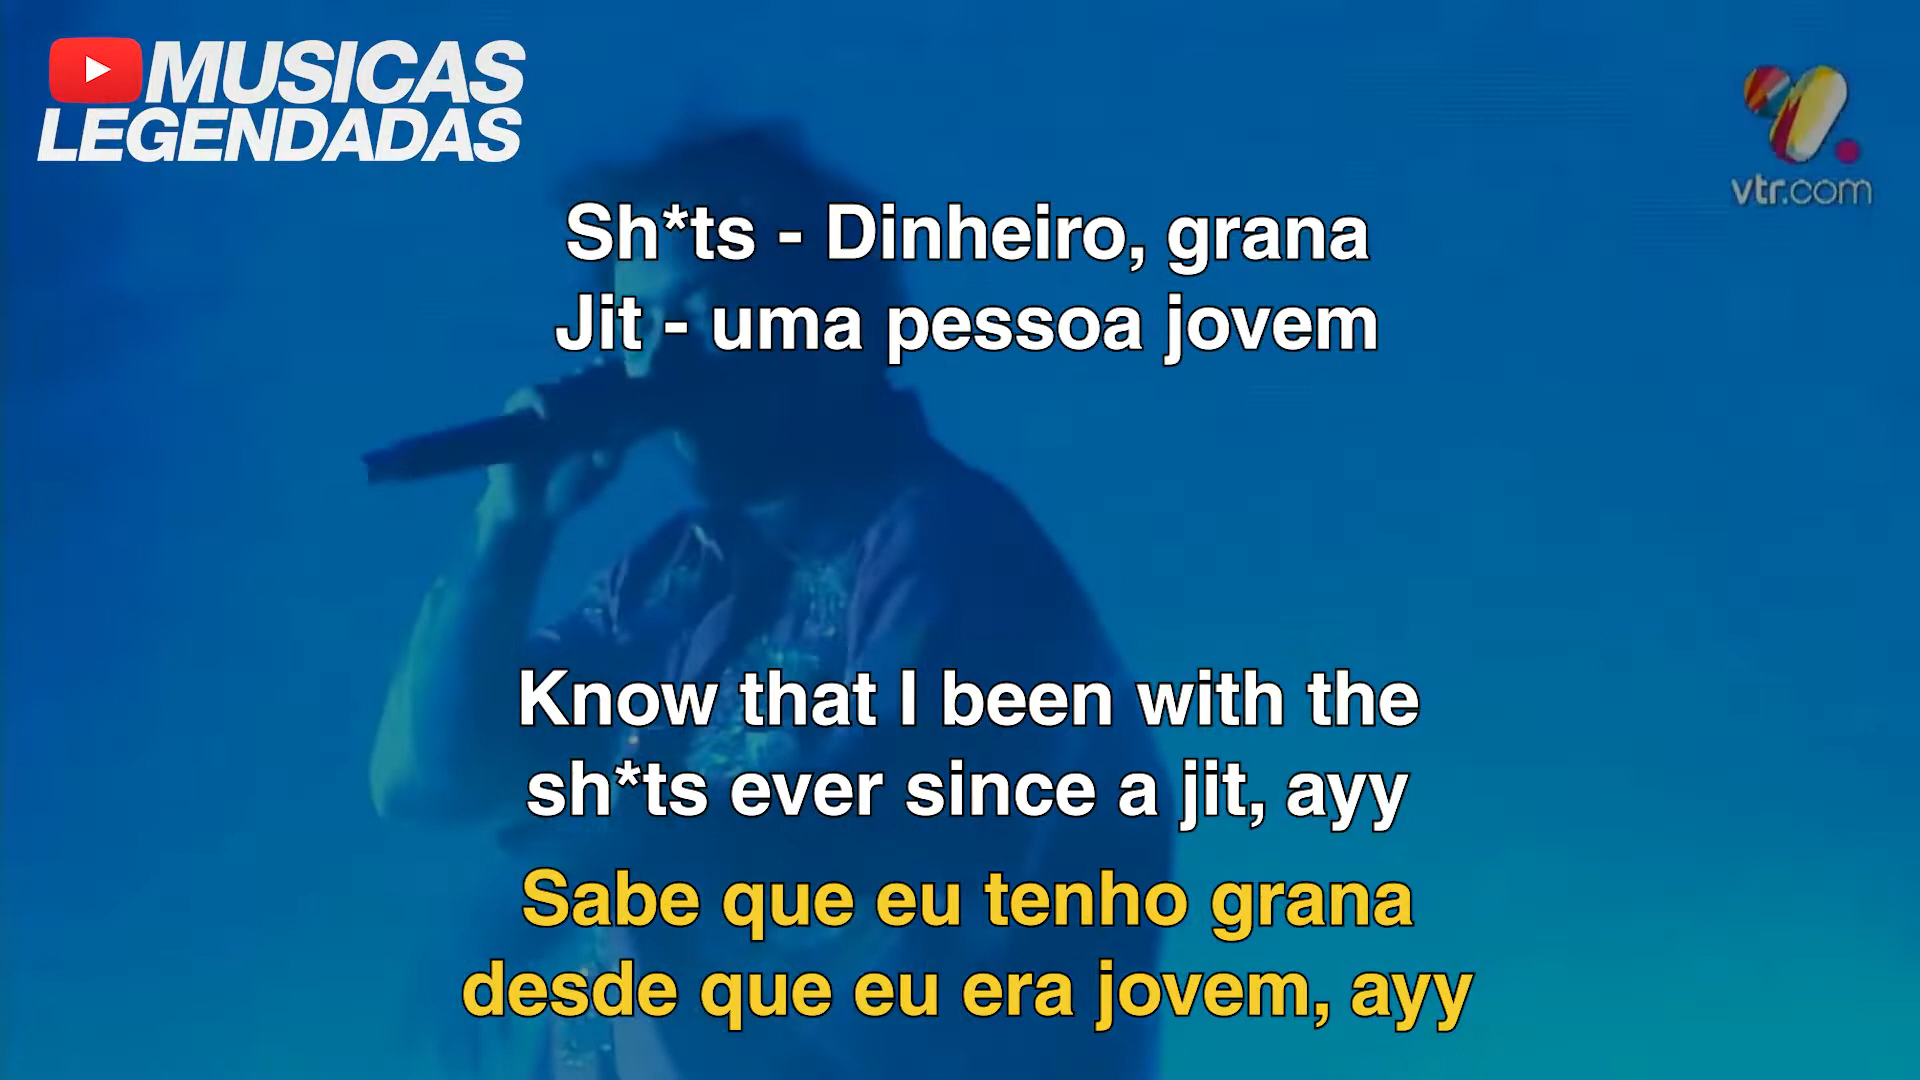 MUSICAS
LEGENDADAS
vtr.com
Sh*ts - Dinheiro, grana
Jit - uma pessoa jovem
Know that I been with the
sh*ts ever since a jit, ayy
Sabe que eu tenho grana
desde que eu era jovem, ayy